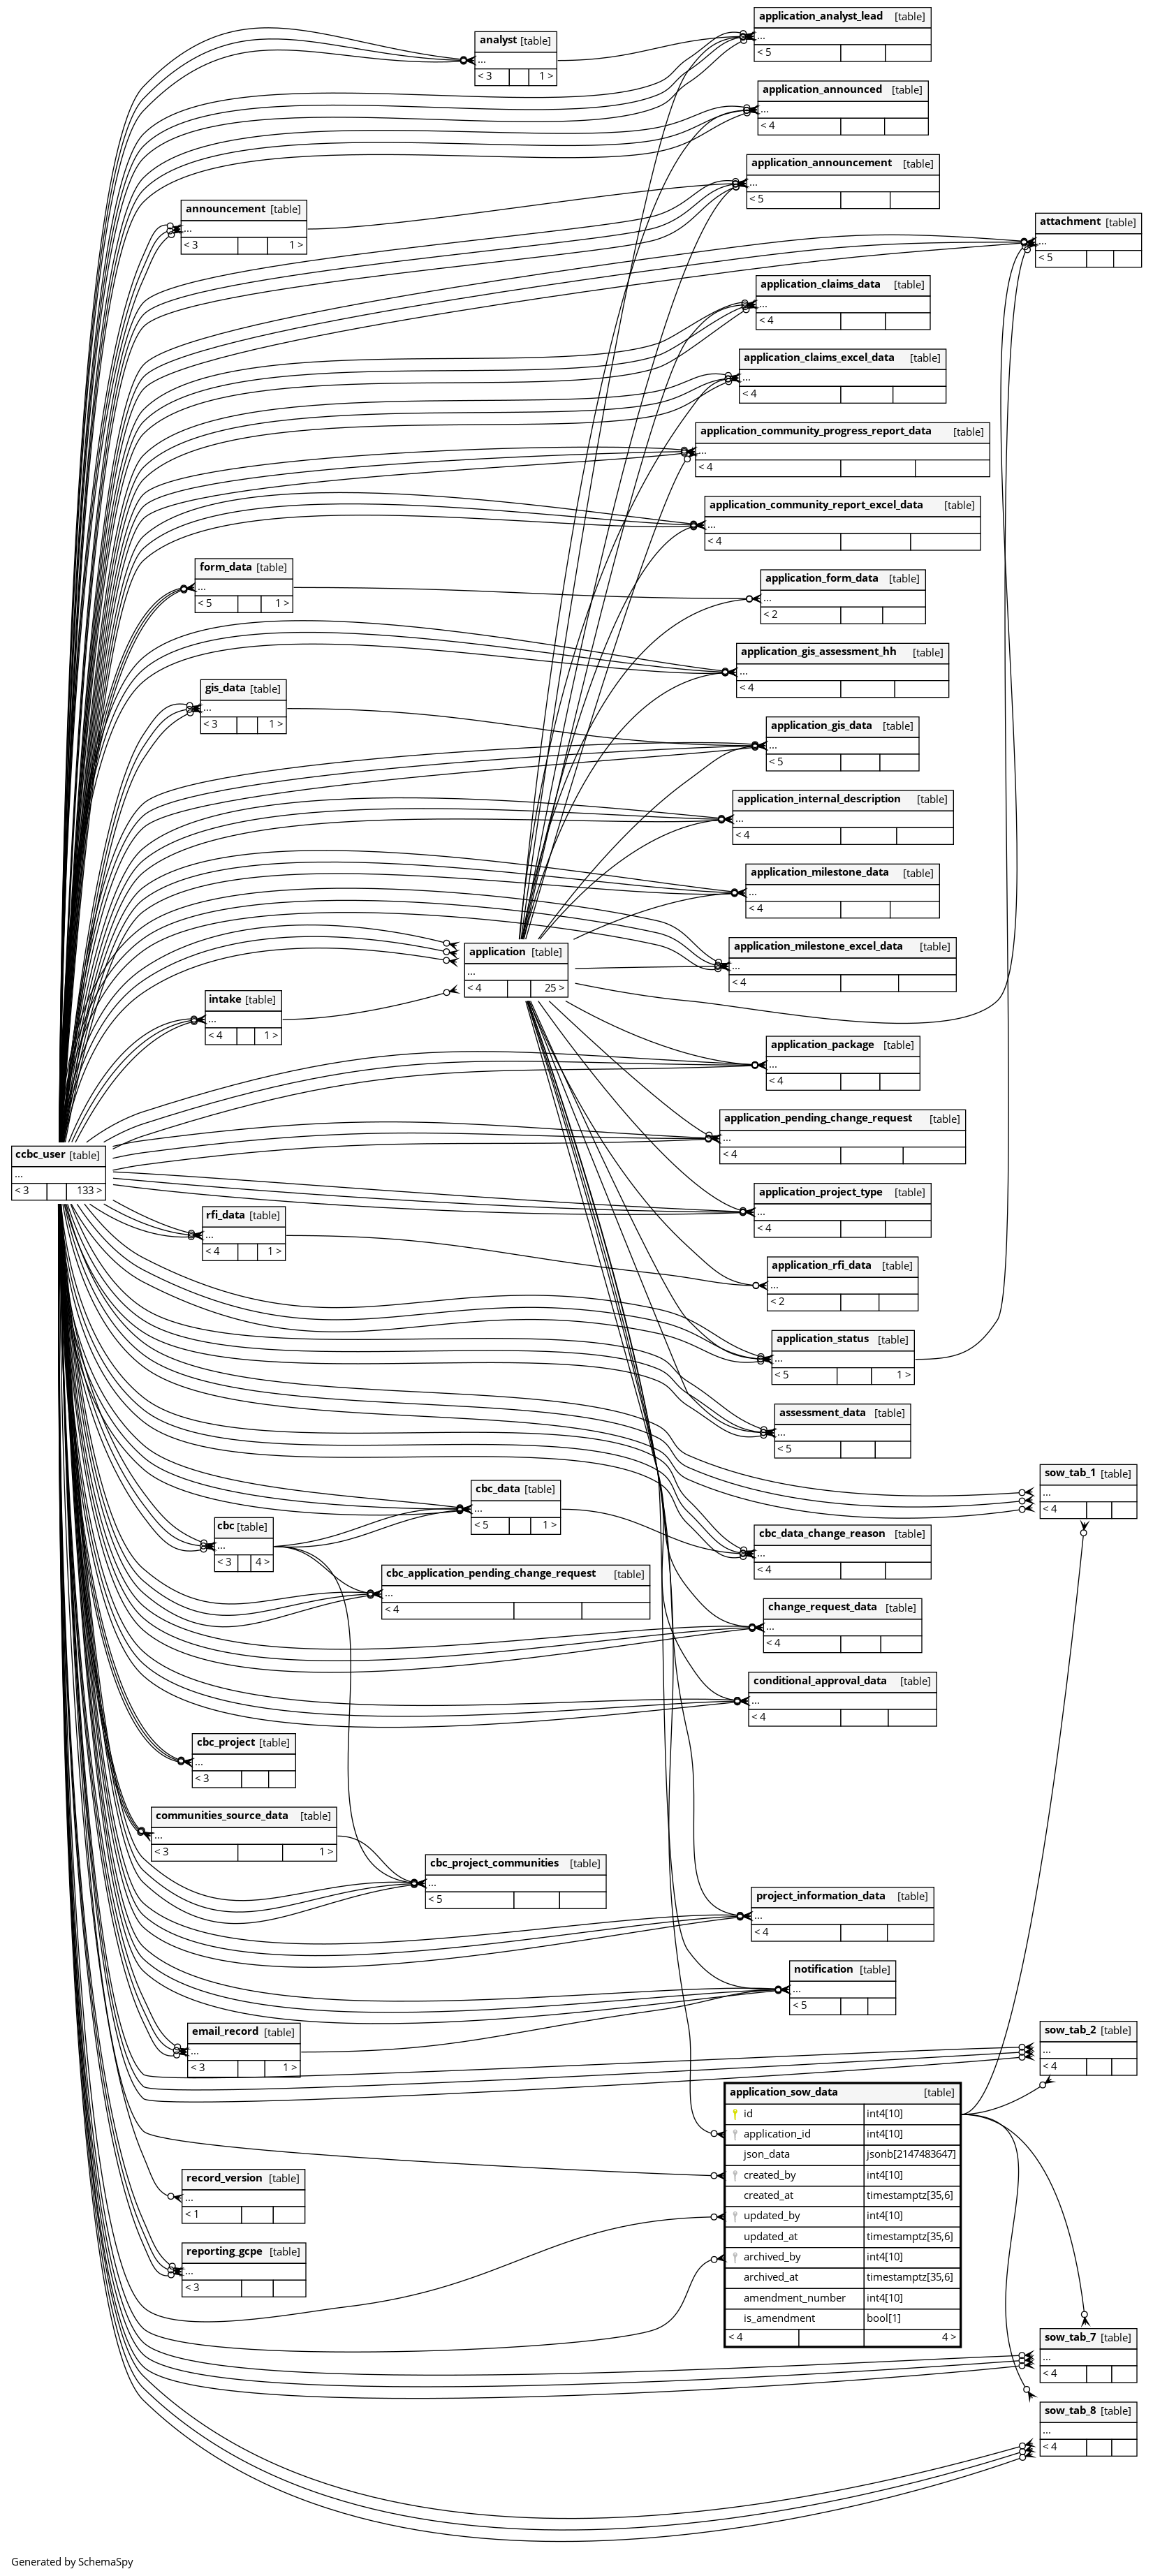 application_analyst_lead [table]
...
< 5
analyst [table]
...
< 3 1 >
application_announced [table]
...
< 4
application_announcement [table]
...
< 5
announcement [table]
...
< 3 1 >
attachment [table]
...
< 5
application_claims_data [table]
...
< 4
application_claims_excel_data [table]
...
< 4
application_community_progress_report_data [table]
...
< 4
application_community_report_excel_data [table]
...
< 4
form_data [table]
...
< 5 1 >
application_form_data [table]
...
< 2
application_gis_assessment_hh [table]
...
< 4
gis_data [table]
...
< 3 1 >
application_gis_data [table]
...
< 5
application_internal_description [table]
...
< 4
application_milestone_data [table]
...
< 4
application_milestone_excel_data [table]
...
< 4
application [table]
...
< 4 25 >
intake [table]
...
< 4 1 >
application_package [table]
...
< 4
application_pending_change_request [table]
...
< 4
ccbc_user [table]
...
< 3 133 >
application_project_type [table]
...
< 4
rfi_data [table]
...
< 4 1 >
application_rfi_data [table]
...
< 2
application_status [table]
...
< 5 1 >
assessment_data [table]
...
< 5
sow_tab_1 [table]
...
< 4
cbc_data [table]
...
< 5 1 >
cbc [table]
...
< 3 4 >
cbc_data_change_reason [table]
...
< 4
cbc_application_pending_change_request [table]
...
< 4
change_request_data [table]
...
< 4
conditional_approval_data [table]
...
< 4
cbc_project [table]
...
< 3
communities_source_data [table]
...
< 3 1 >
cbc_project_communities [table]
...
< 5
project_information_data [table]
...
< 4
notification [table]
...
< 5
email_record [table]
...
< 3 1 >
sow_tab_2 [table]
...
< 4
application_sow_data [table]
id int4[10]
application_id int4[10]
json_data jsonb[2147483647]
created_by int4[10]
created_at timestamptz[35,6]
updated_by int4[10]
updated_at timestamptz[35,6]
archived_by int4[10]
archived_at timestamptz[35,6]
amendment_number int4[10]
is_amendment bool[1]
< 4 4 >
record_version [table]
...
< 1
reporting_gcpe [table]
...
< 3
sow_tab_7 [table]
...
< 4
sow_tab_8 [table]
...
< 4
Generated by SchemaSpy